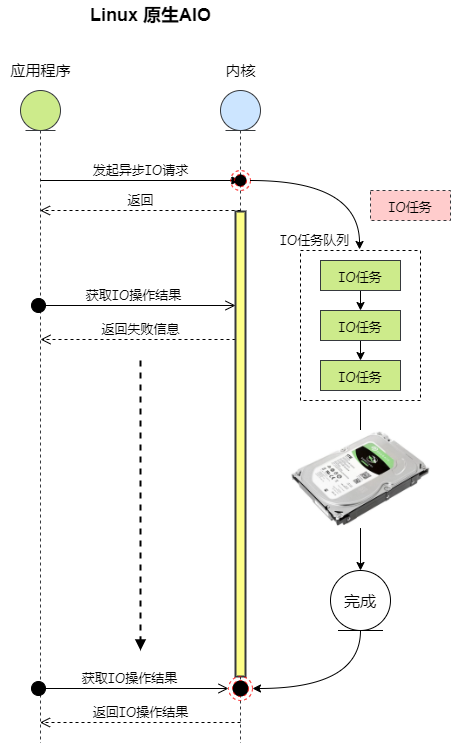 Linux 原生AIO
应用程序
内核
发起异步IO请求
返回
IO任务
IO任务队列
IO任务
获取IO操作结果
返回失败信息
IO任务
IO任务
完成
获取IO操作结果
返回IO操作结果